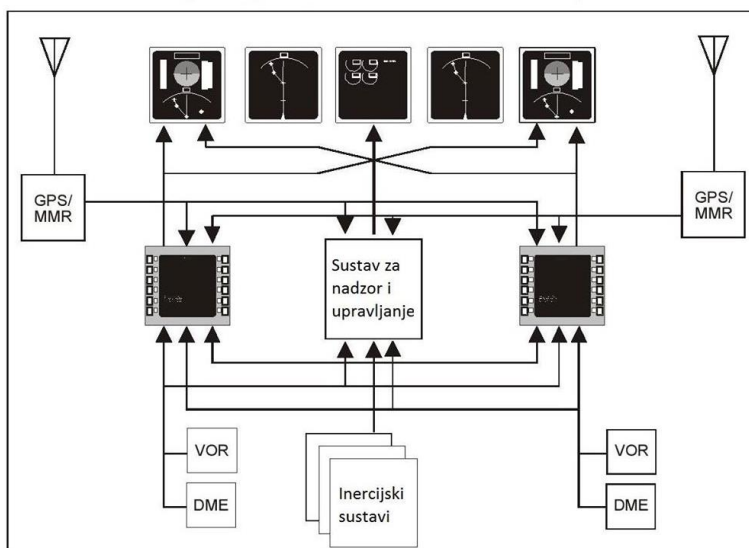 GPS/
MMR
GPS/
MMR
Sustav za
nadzor i
upravljanje
VOR
DME
Inercijski
sustavi
VOR
DME